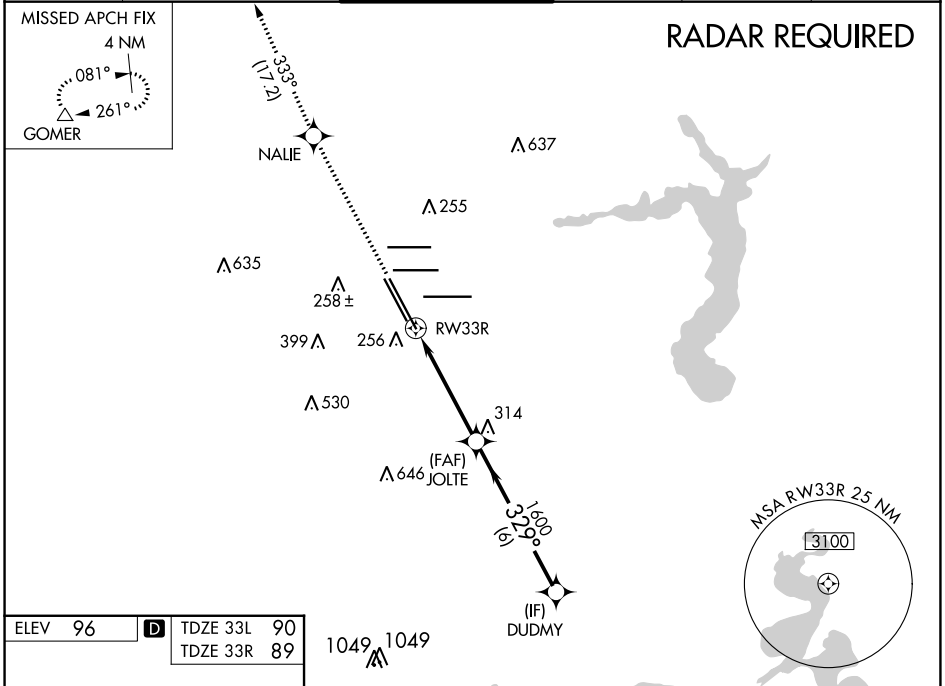 MISSED APCH FIX
4 NM
081°
261°
GOMER
RADAR REQUIRED
333°
(17.2)
NALIE
637
255
635
258 ±
RW33R
399
256
530
314
(FAF)
JOLTE
646
1600
329°
(6)
MSA RW33R 25 NM
3100
(IF)
DUDMY
ELEV 96
D
TDZE 33L 90
TDZE 33R 89
1049
1049